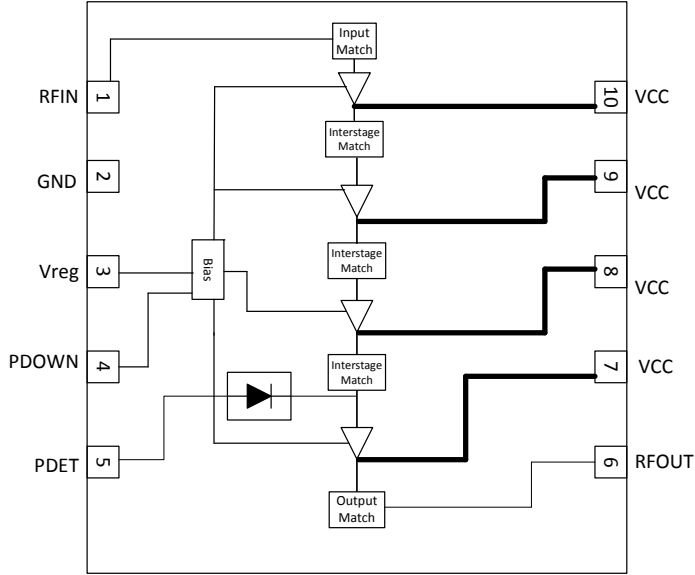 Input
Match
RFIN
1
10
VCC
Interstage
Match
GND
2
9
VCC
Vreg
3
Bias
Interstage
Match
8
VCC
PDOWN
4
Interstage
Match
7
VCC
PDET
5
6
RFOUT
Output
Match